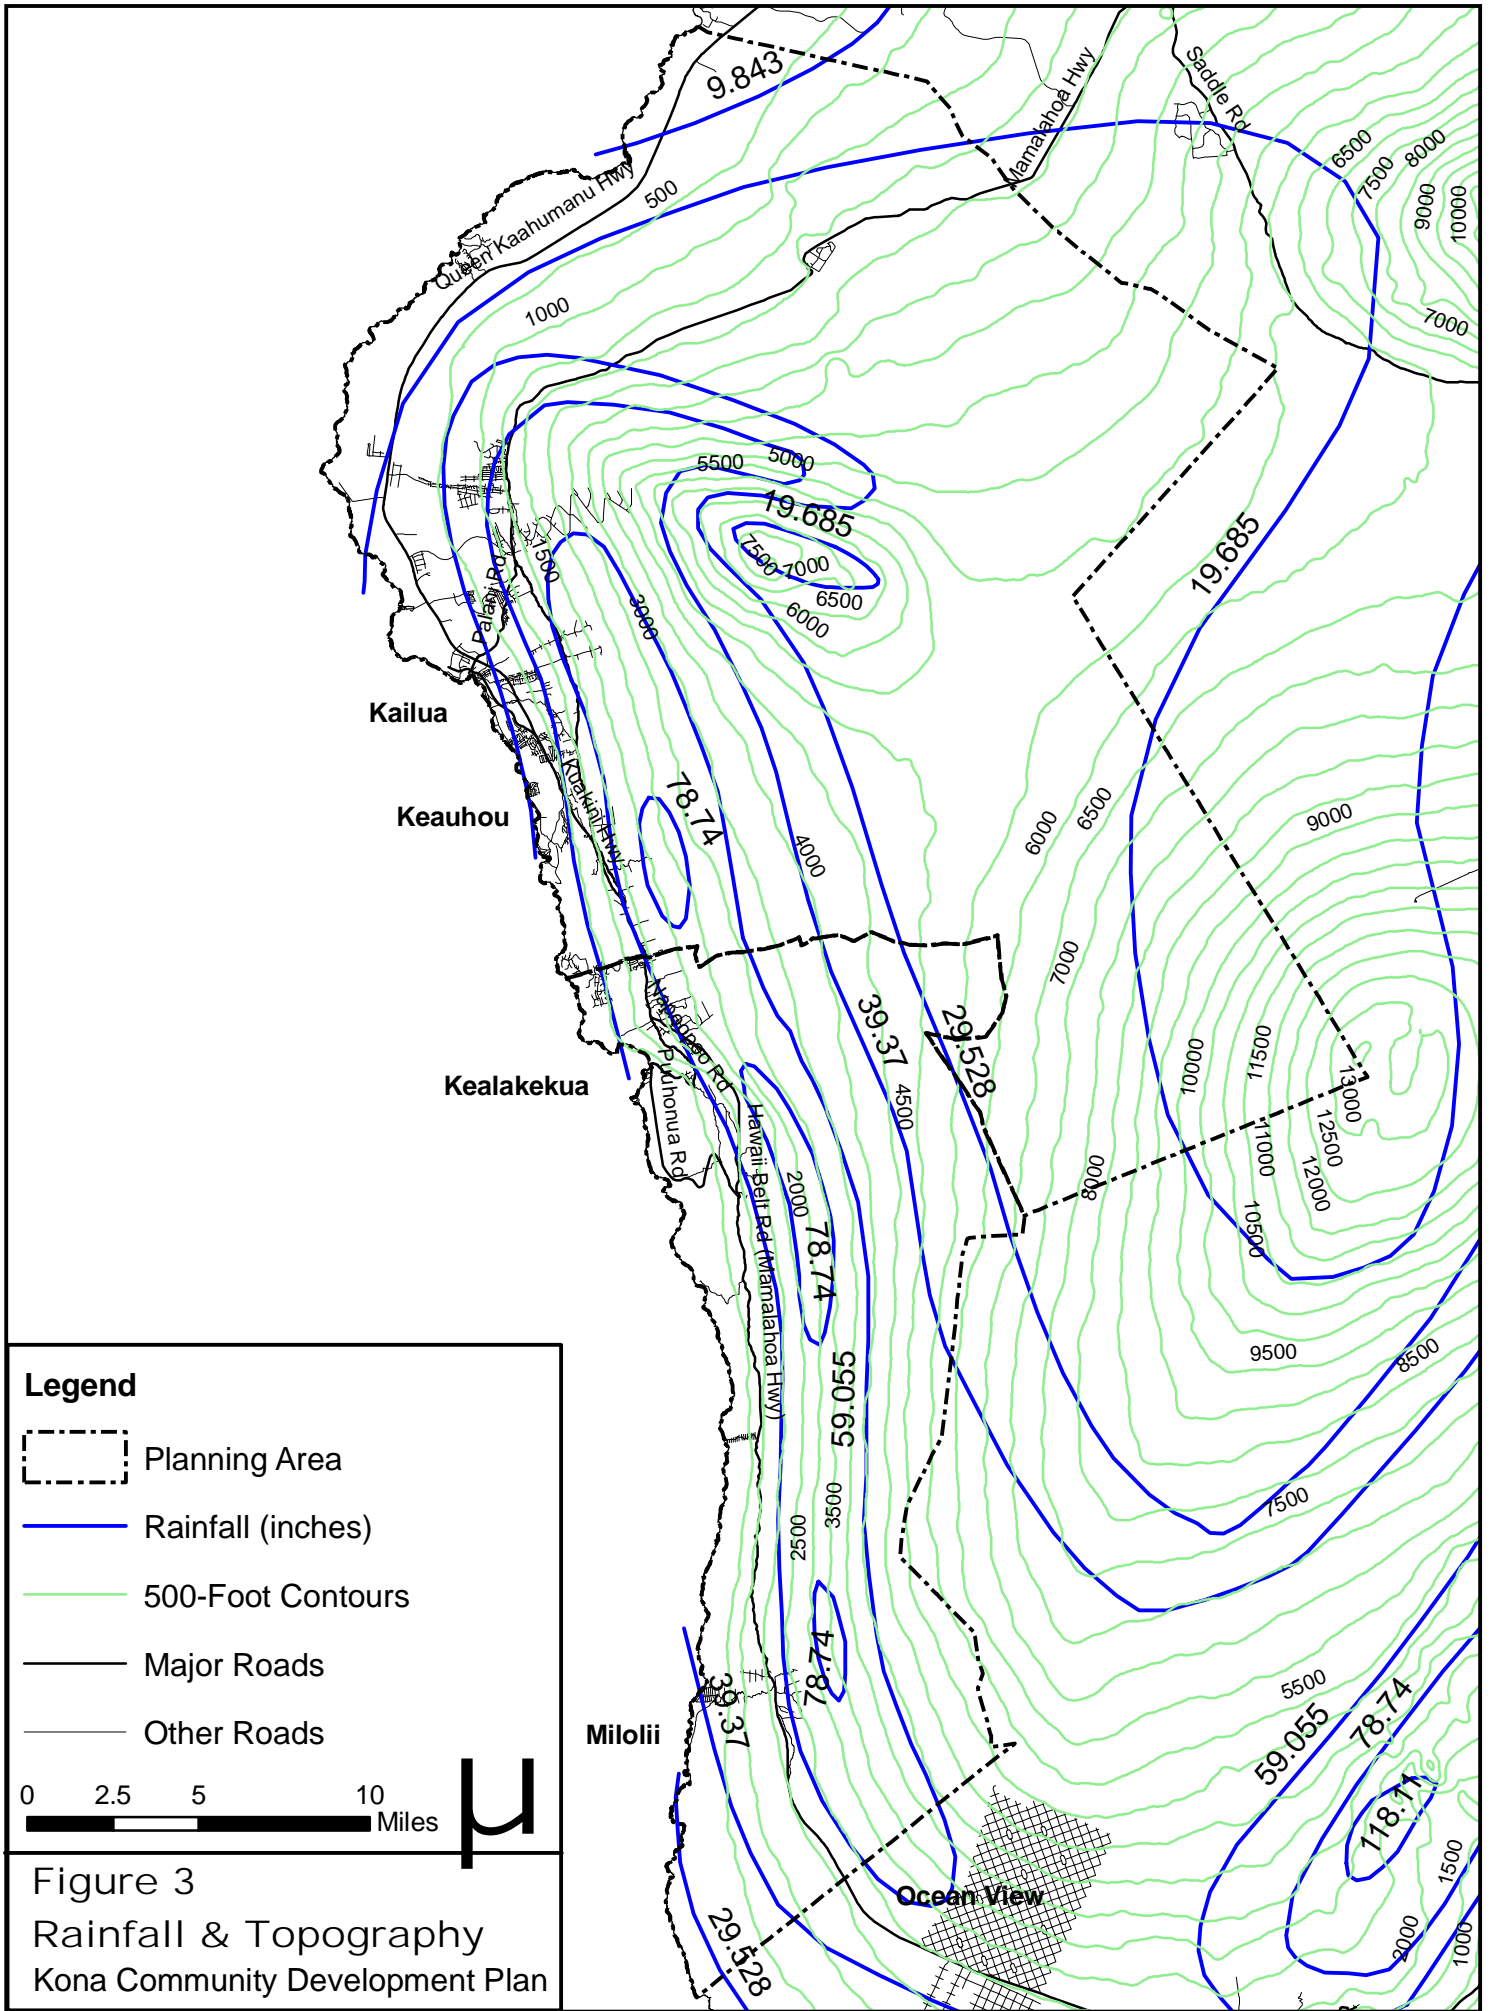 9.843
Mamalahoa Hwy
Saddle Rd
6500
8000
7500
9000
10000
500
Queen Kaahumanu Hwy
1000
7000
5500
5000
19.685
19.685
1500
7500
7000
6500
6000
3000
Palani Rd
Kailua
Kuakini Hwy
78.74
Keauhou
4000
6000
6500
9000
7000
Napoopoo Rd
39.37
29.528
4500
10000
11500
13000
Kealakekua
Puuhonua Rd
Hawaii Belt Rd (Mamalahoa Hwy)
2000
78.74
8000
11000
12500
12000
10500
59.055
9500
8500
7500
2500
3500
78.74
39.37
Milolii
5500
59.055
78.74
118.11
1500
2000
1000
Ocean View
29.528
Legend
Planning Area
Rainfall (inches)
500-Foot Contours
Major Roads
Other Roads
0 2.5 5 10
Miles
µ
Figure 3
Rainfall & Topography
Kona Community Development Plan